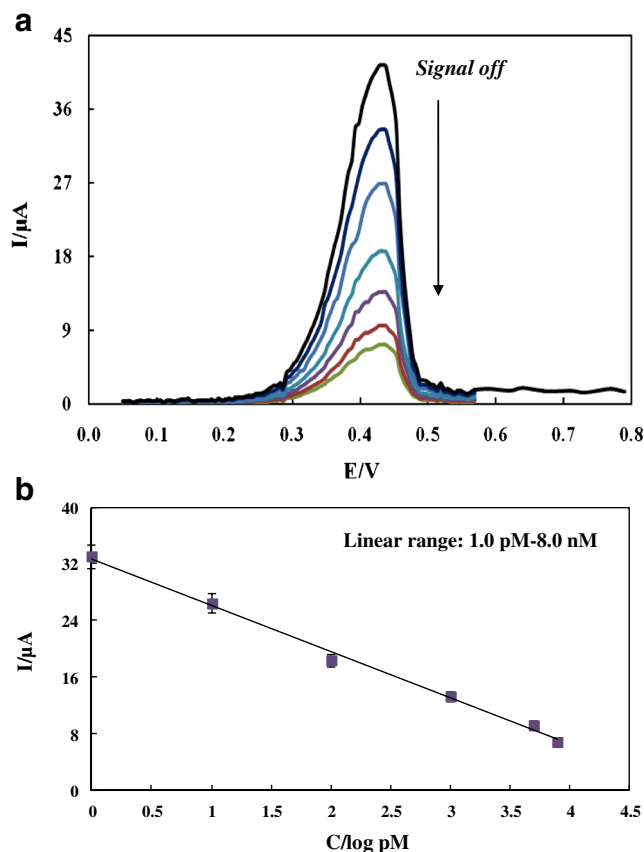 a
45
36
27
18
9
0
I/µA
Signal off
0.0 0.1 0.2 0.3 0.4 0.5 0.6 0.7 0.8
E/V
b
40
32
24
16
8
0
I/µA
Linear range: 1.0 pM-8.0 nM
0 0.5 1 1.5 2 2.5 3 3.5 4 4.5
C/log pM